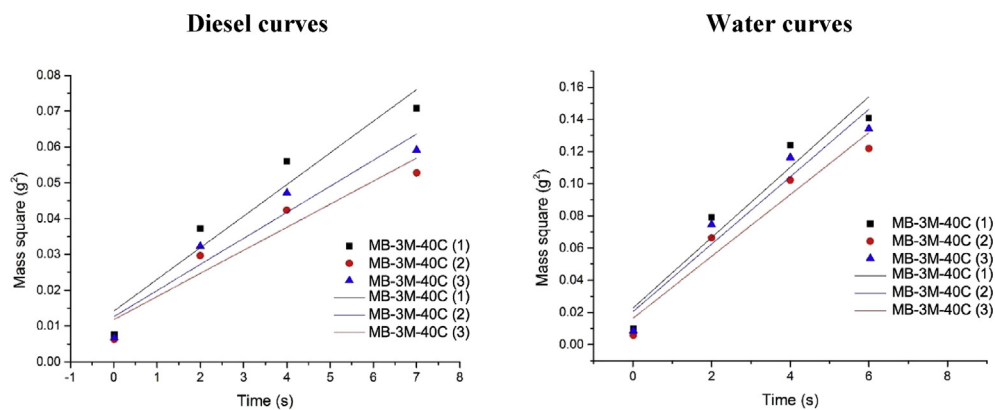 Diesel curves
0.08
0.07
0.06
0.05
0.04
0.03
0.02
0.01
0.00
Mass square (g²)
MB-3M-40C (1)
MB-3M-40C (2)
MB-3M-40C (3)
MB-3M-40C (1)
MB-3M-40C (2)
MB-3M-40C (3)
-1 0 1 2 3 4 5 6 7 8
Time (s)
Water curves
0.16
0.14
0.12
0.10
0.08
0.06
0.04
0.02
0.00
Mass square (g²)
MB-3M-40C (1)
MB-3M-40C (2)
MB-3M-40C (3)
MB-3M-40C (1)
MB-3M-40C (2)
MB-3M-40C (3)
0 2 4 6 8
Time (s)